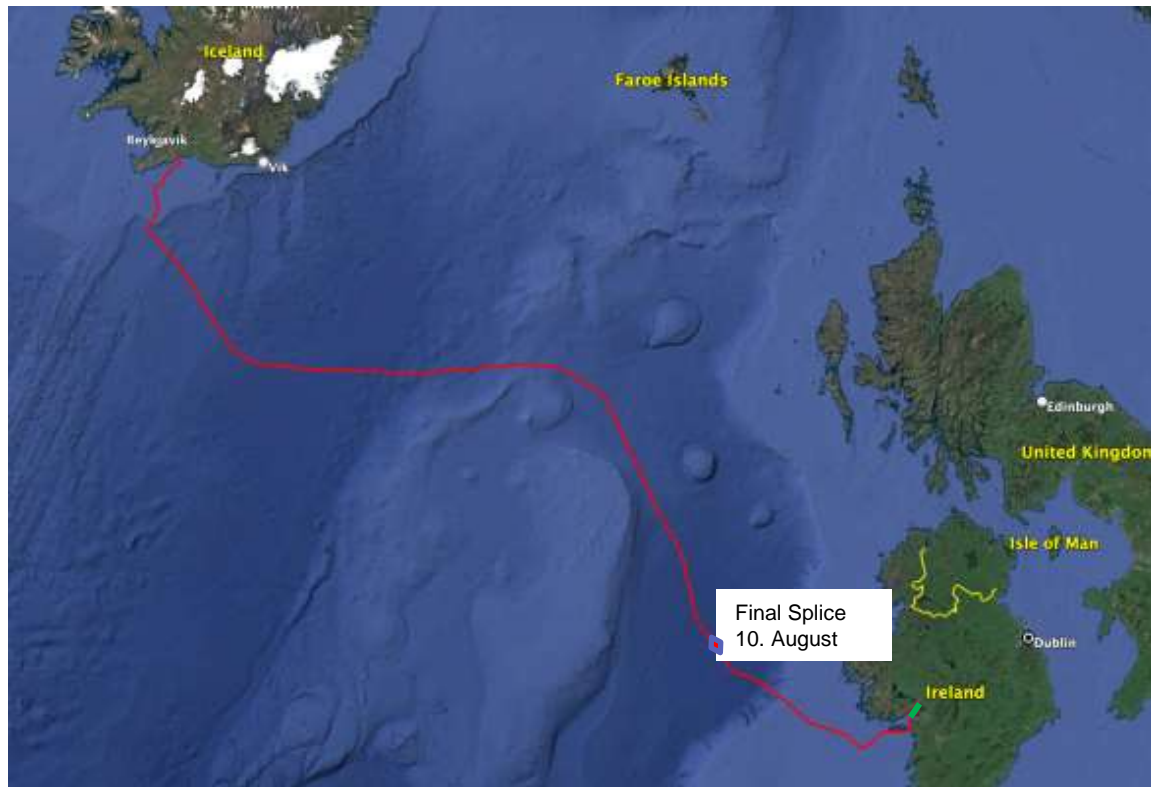 Iceland
Faroe Islands
Reykjavik
Vik
Edinburgh
United Kingdom
Isle of Man
Final Splice
10. August
Dublin
Ireland